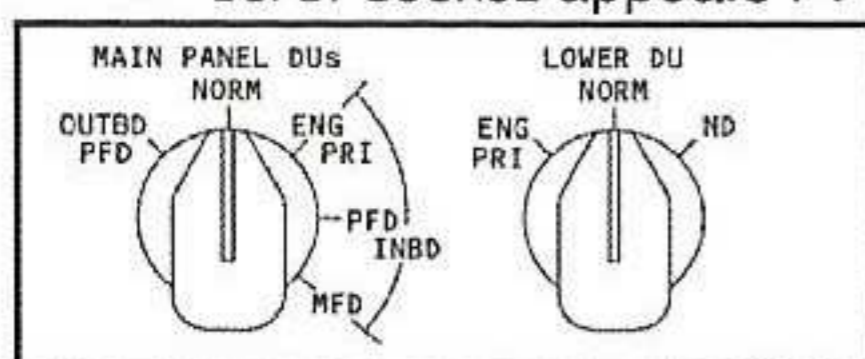 MAIN PANEL DUs
NORM
OUTBD
PFD
ENG
PRI
PFD
INBD
MFD
LOWER DU
NORM
ENG
PRI
ND